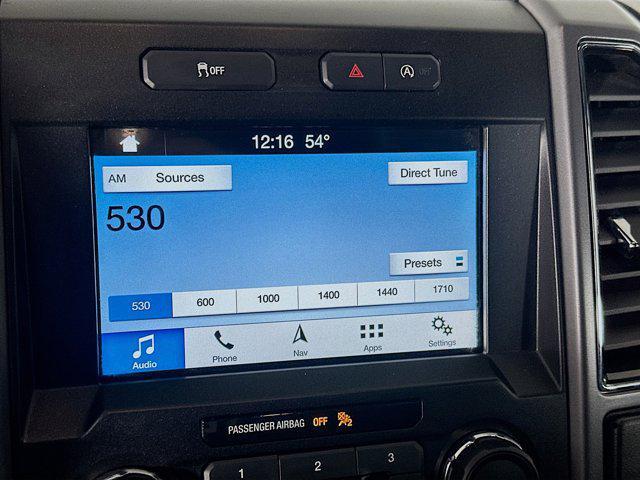 OFF
A OFF
12:16 54°
AM Sources
Direct Tune
530
Presets
530 600 1000 1400 1440 1710
Audio Phone Nav Apps Settings
PASSENGER AIRBAG OFF
1 2 3